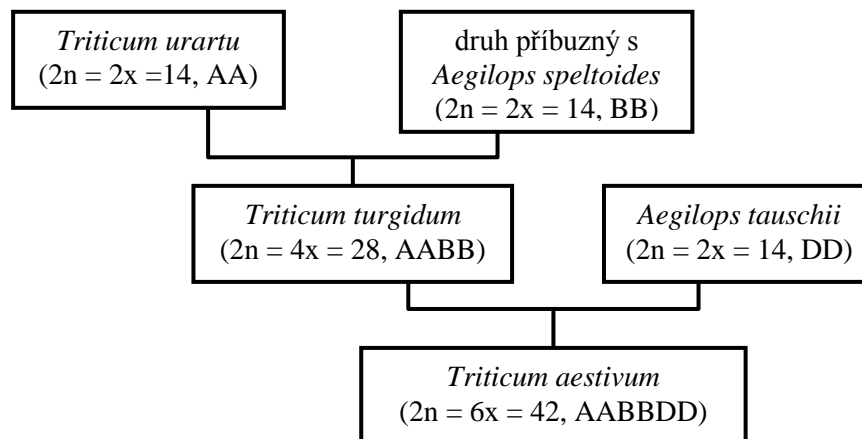 Triticum urartu
(2n = 2x =14, AA)
druh příbuzný s
Aegilops speltoides
(2n = 2x = 14, BB)
Triticum turgidum
(2n = 4x = 28, AABB)
Aegilops tauschii
(2n = 2x = 14, DD)
Triticum aestivum
(2n = 6x = 42, AABBDD)